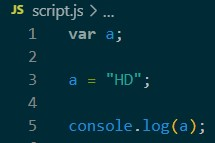 JS script.js > ...
1 var a;
2
3 a = "HD";
4
5 console.log(a);